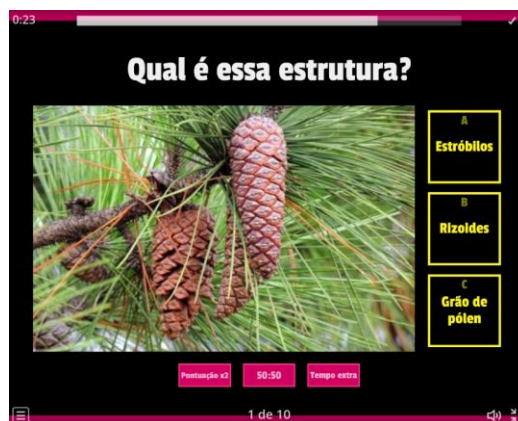 0:23
Qual é essa estrutura?
A
Estróbilos
B
Rizoides
C
Grão de
pólen
Pontuação x2
50:50
Tempo extra
1 de 10